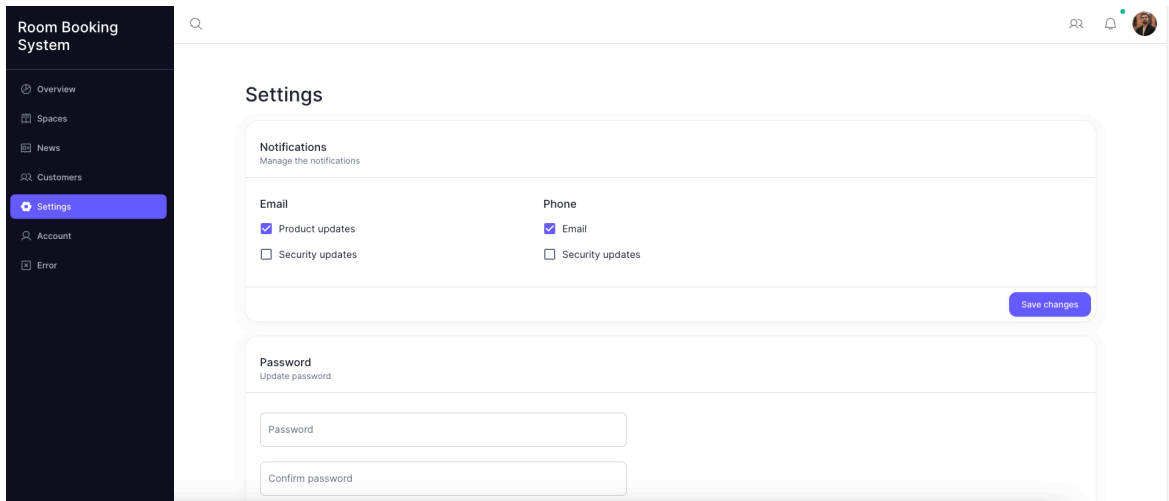 Room Booking
System
Overview
Spaces
News
Customers
Settings
Account
Error
Settings
Notifications
Manage the notifications
Email
Phone
Product updates
Email
Security updates
Security updates
Save changes
Password
Update password
Password
Confirm password